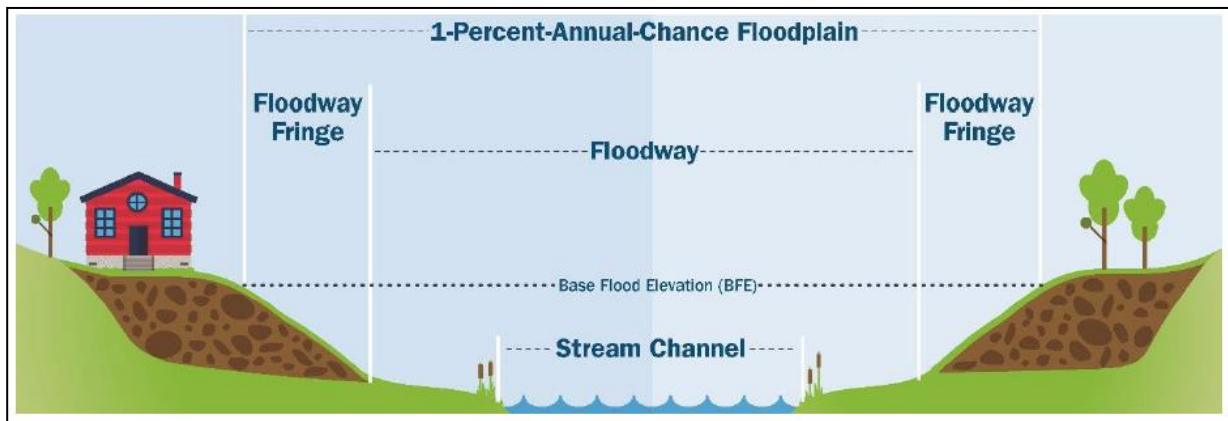 1-Percent-Annual-Chance Floodplain
Floodway
Fringe
Floodway
Floodway
Fringe
Base Flood Elevation (BFE)
Stream Channel